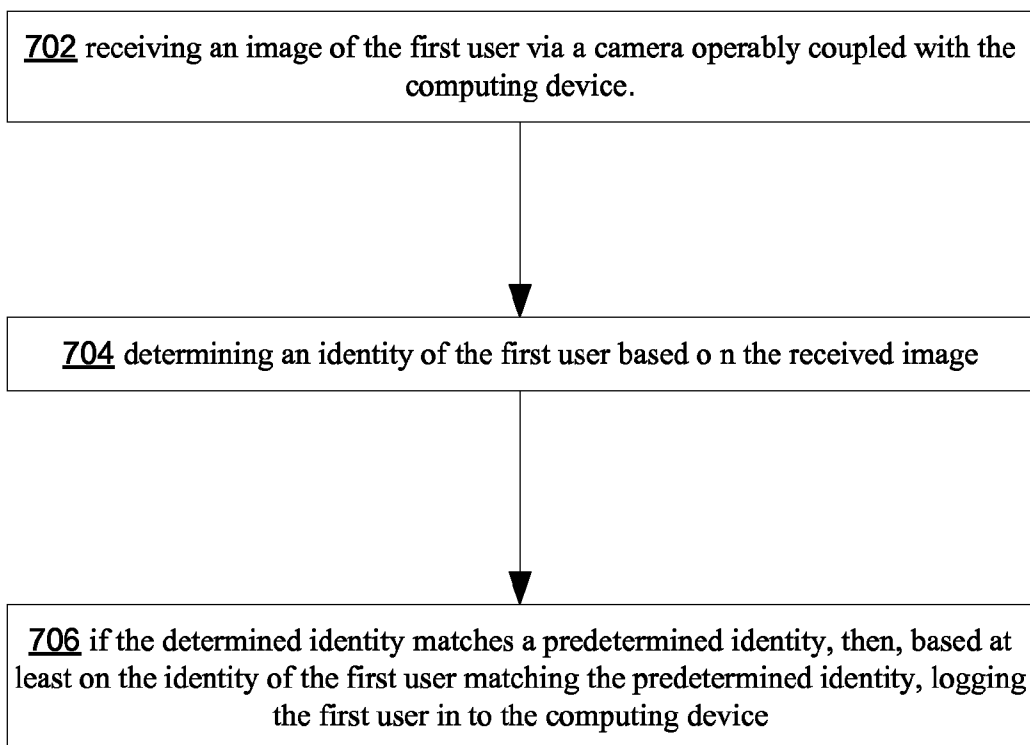 702 receiving an image of the first user via a camera operably coupled with the
computing device.
704 determining an identity of the first user based o n the received image
706 if the determined identity matches a predetermined identity, then, based at
least on the identity of the first user matching the predetermined identity, logging
the first user in to the computing device